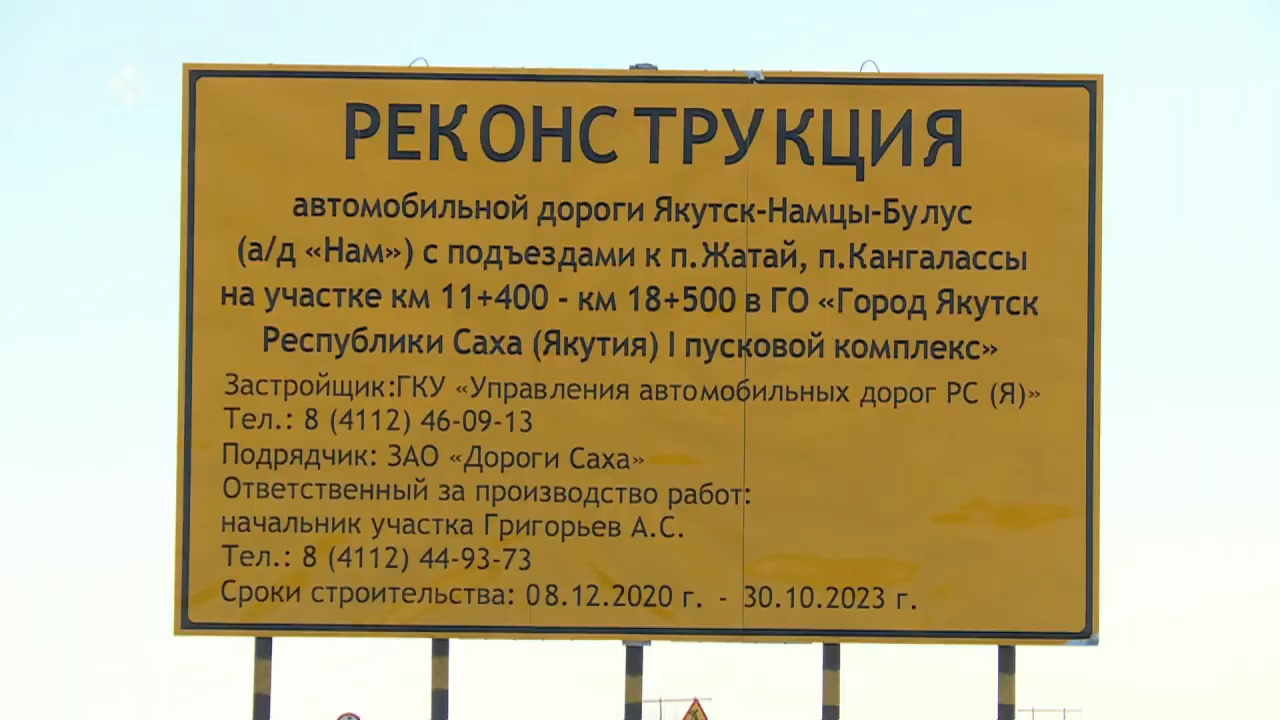 РЕКОНСТРУКЦИЯ
автомобильной дороги Якутск-Намцы-Булус
(а/д «Нам») с подъездами к п.Жатай, п.Кангалассы
на участке км 11+400 - км 18+500 в ГО «Город Якутск
Республики Саха (Якутия) I пусковой комплекс»
Застройщик:ГКУ «Управления автомобильных дорог РС (Я)»
Тел.: 8 (4112) 46-09-13
Подрядчик: ЗАО «Дороги Саха»
Ответственный за производство работ:
начальник участка Григорьев А.С.
Тел.: 8 (4112) 44-93-73
Сроки строительства: 08.12.2020 г. - 30.10.2023 г.